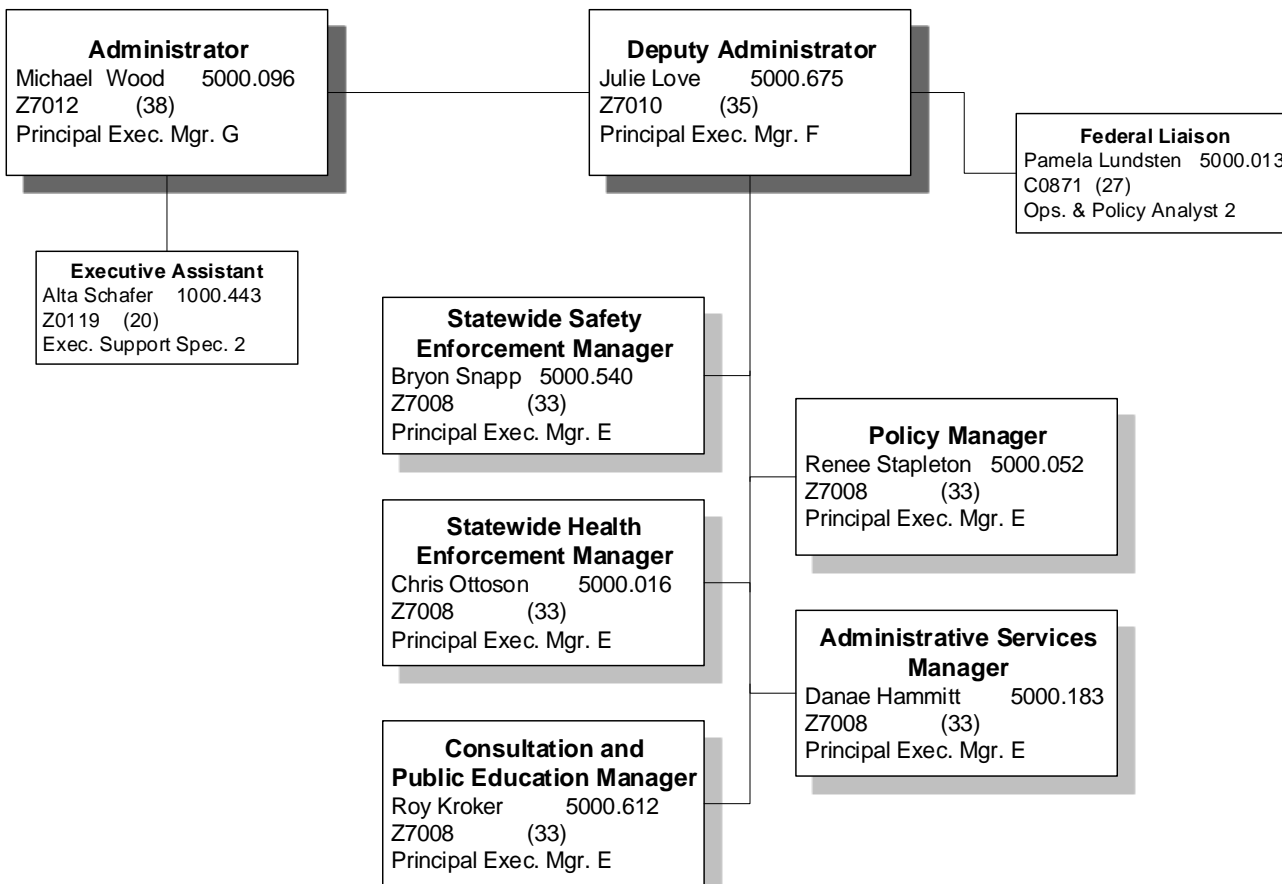 Administrator
Michael Wood 5000.096
Z7012 (38)
Principal Exec. Mgr. G
Deputy Administrator
Julie Love 5000.675
Z7010 (35)
Principal Exec. Mgr. F
Federal Liaison
Pamela Lundsten 5000.013
C0871 (27)
Ops. & Policy Analyst 2
Executive Assistant
Alta Schafer 1000.443
Z0119 (20)
Exec. Support Spec. 2
Statewide Safety
Enforcement Manager
Bryon Snapp 5000.540
Z7008 (33)
Principal Exec. Mgr. E
Policy Manager
Renee Stapleton 5000.052
Z7008 (33)
Principal Exec. Mgr. E
Statewide Health
Enforcement Manager
Chris Ottoson 5000.016
Z7008 (33)
Principal Exec. Mgr. E
Administrative Services
Manager
Danae Hammitt 5000.183
Z7008 (33)
Principal Exec. Mgr. E
Consultation and
Public Education Manager
Roy Kroker 5000.612
Z7008 (33)
Principal Exec. Mgr. E